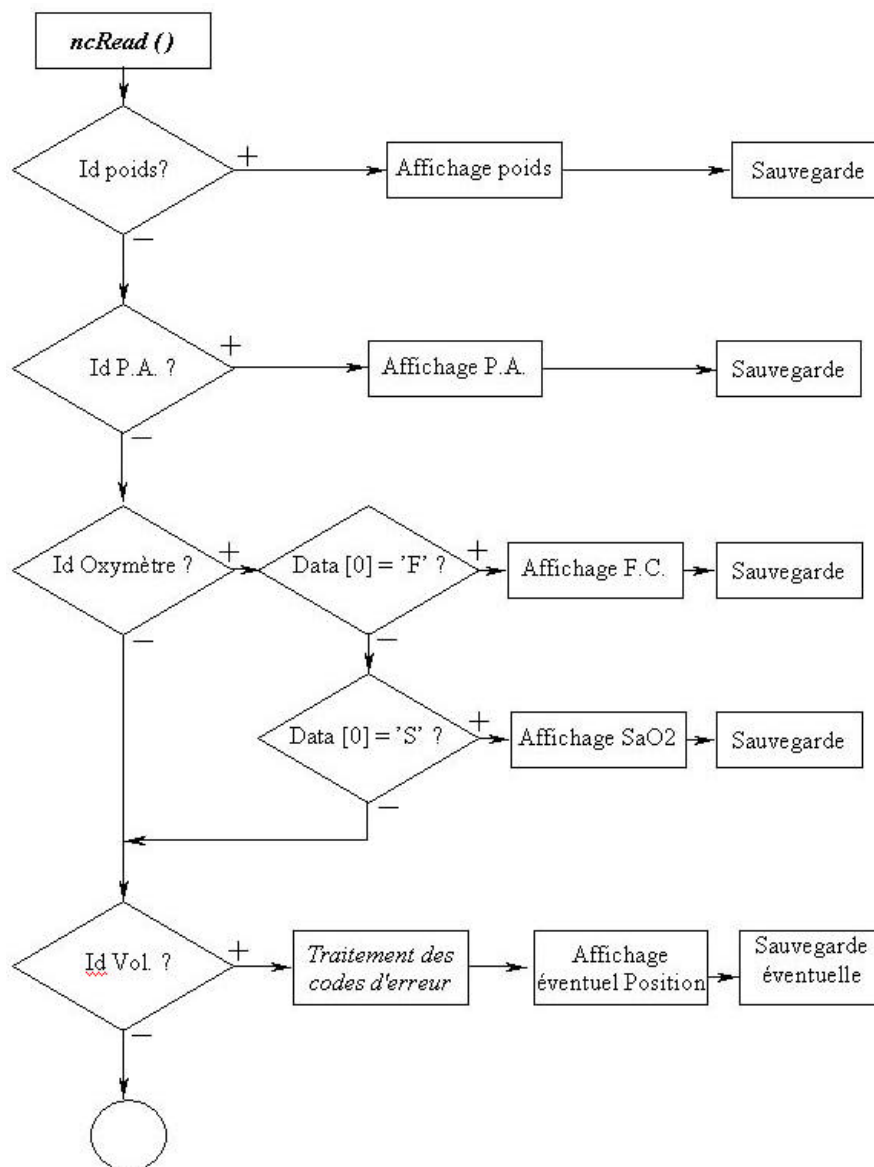 ncRead ()
Id poids?
+
Affichage poids
Sauvegarde
—
Id P.A. ?
+
Affichage P.A.
Sauvegarde
—
Id Oxymètre ?
+
Data [0] = 'F' ?
+
Affichage F.C.
Sauvegarde
—
—
Data [0] = 'S' ?
+
Affichage SaO2
Sauvegarde
—
Id Vol. ?
+
Traitement des
codes d'erreur
Affichage
éventuel Position
Sauvegarde
éventuelle
—